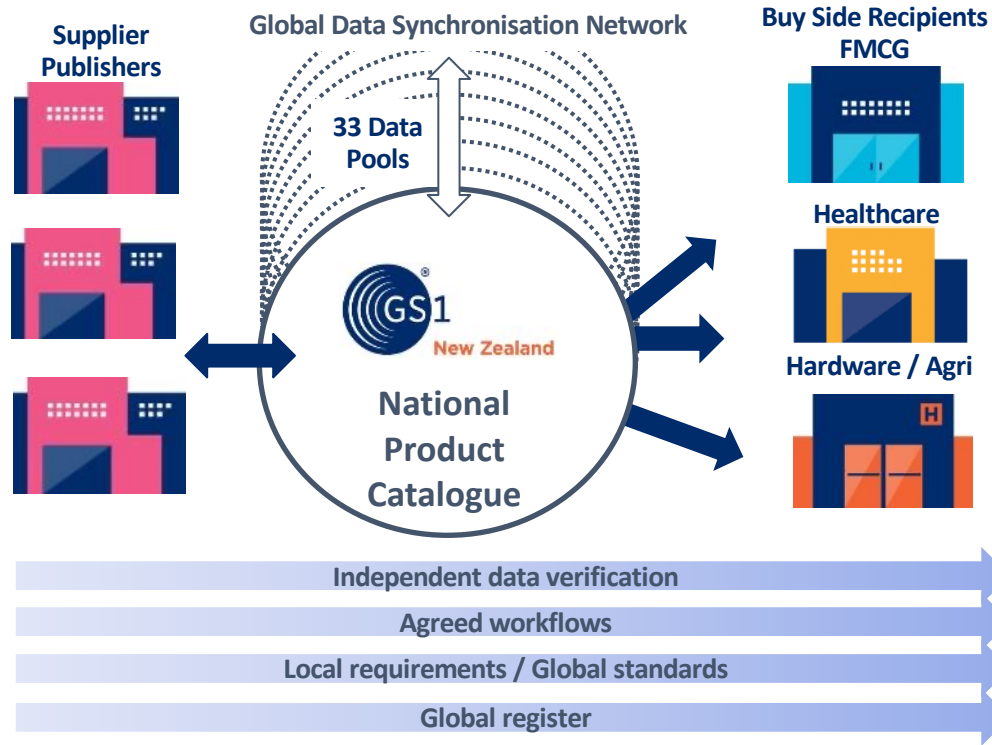 Global Data Synchronisation Network
Supplier
Publishers
33 Data
Pools
Buy Side Recipients
FMCG
Healthcare
Hardware / Agri
H
GS1
®
New Zealand
National
Product
Catalogue
Independent data verification
Agreed workflows
Local requirements / Global standards
Global register